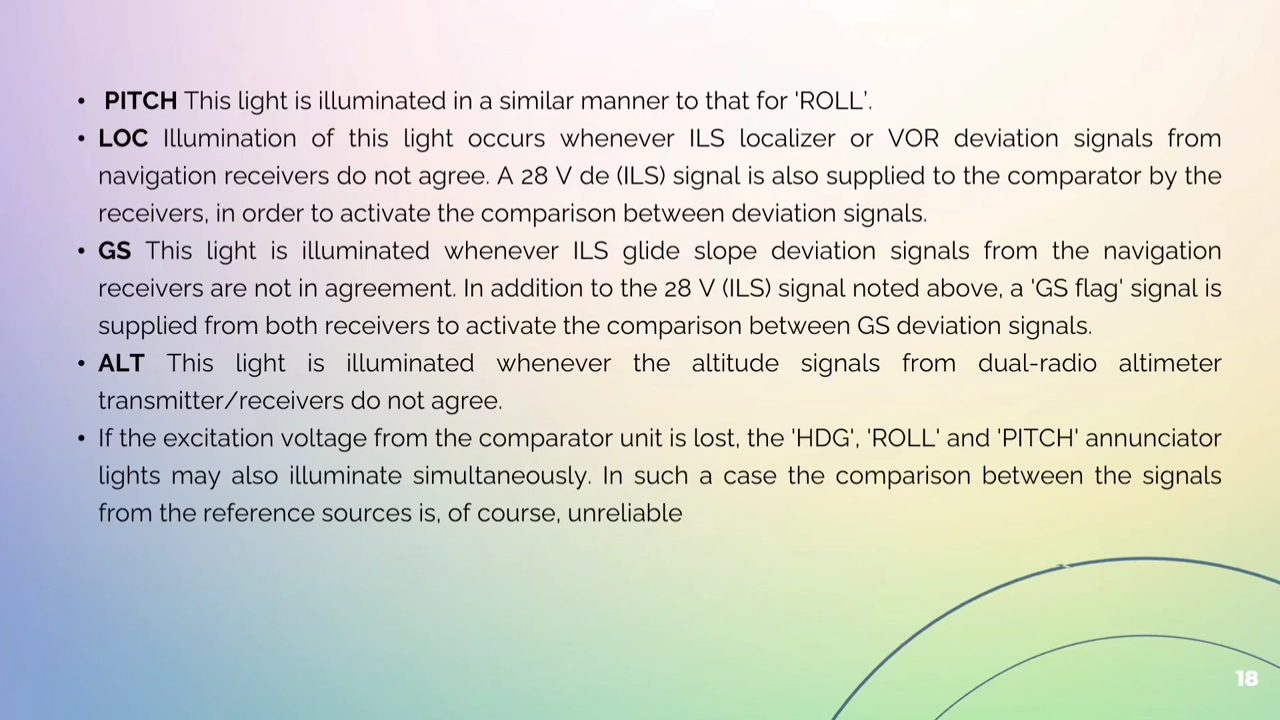 • PITCH This light is illuminated in a similar manner to that for 'ROLL’.
• LOC Illumination of this light occurs whenever ILS localizer or VOR deviation signals from
navigation receivers do not agree. A 28 V de (ILS) signal is also supplied to the comparator by the
receivers, in order to activate the comparison between deviation signals.
• GS This light is illuminated whenever ILS glide slope deviation signals from the navigation
receivers are not in agreement. In addition to the 28 V (ILS) signal noted above, a 'GS flag' signal is
supplied from both receivers to activate the comparison between GS deviation signals.
• ALT This light is illuminated whenever the altitude signals from dual-radio altimeter
transmitter/receivers do not agree.
• If the excitation voltage from the comparator unit is lost, the 'HDG', 'ROLL' and 'PITCH' annunciator
lights may also illuminate simultaneously. In such a case the comparison between the signals
from the reference sources is, of course, unreliable
18